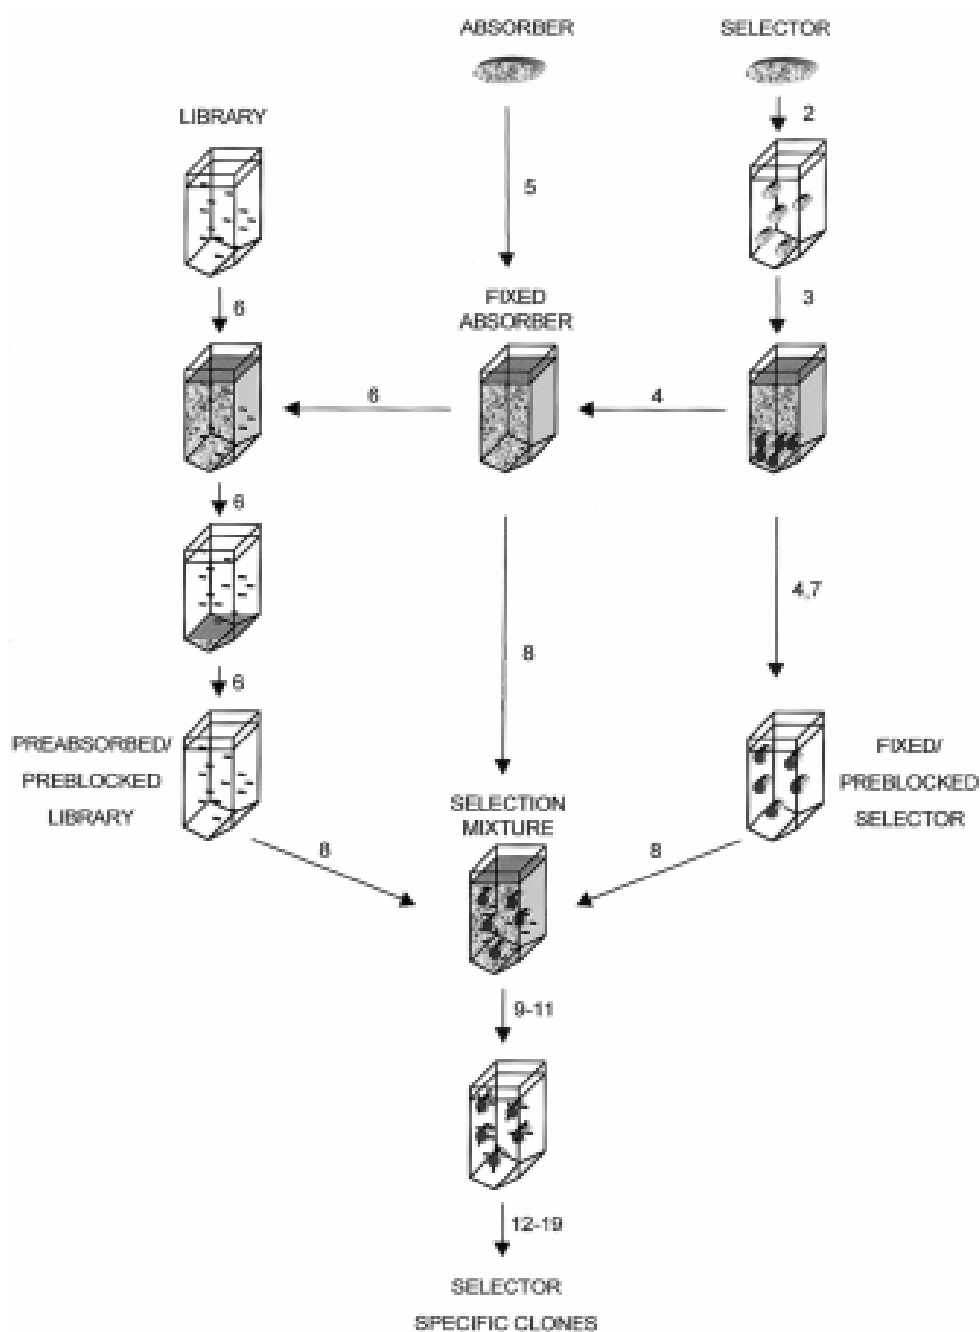 ABSORBER
SELECTOR
2
LIBRARY
5
3
FIXED
ABSORBER
6
6
4
6
4,7
8
6
PREABSORBED/
PREBLOCKED
LIBRARY
FIXED/
PREBLOCKED
SELECTOR
SELECTION
MIXTURE
8
8
9-11
12-19
SELECTOR
SPECIFIC CLONES